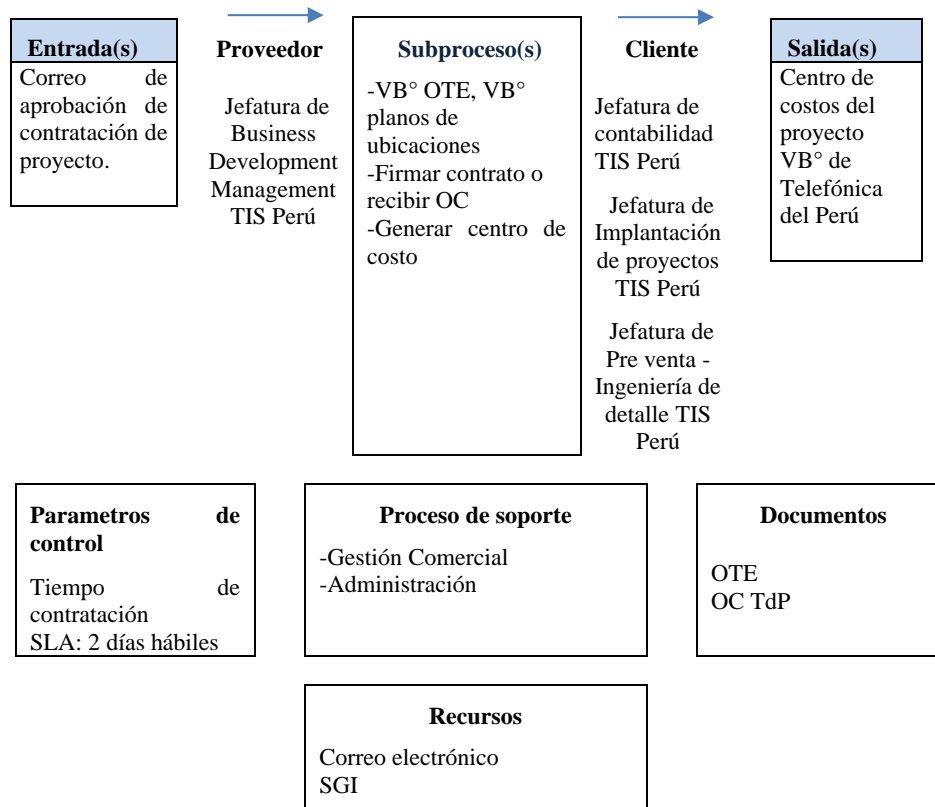 Entrada(s)
Correo de
aprobación de
contratación de
proyecto.
Proveedor
Jefatura de
Business
Development
Management
TIS Perú
Subproceso(s)
-VB° OTE, VB°
planos de
ubicaciones
-Firmar contrato o
recibir OC
-Generar centro de
costo
Cliente
Jefatura de
contabilidad
TIS Perú
Jefatura de
Implantación
de proyectos
TIS Perú
Jefatura de
Pre venta -
Ingeniería de
detalle TIS
Perú
Salida(s)
Centro de
costos del
proyecto
VB° de
Telefónica
del Perú
Parametros de
control
Tiempo de
contratación
SLA: 2 días hábiles
Proceso de soporte
-Gestión Comercial
-Administración
Documentos
OTE
OC TdP
Recursos
Correo electrónico
SGI